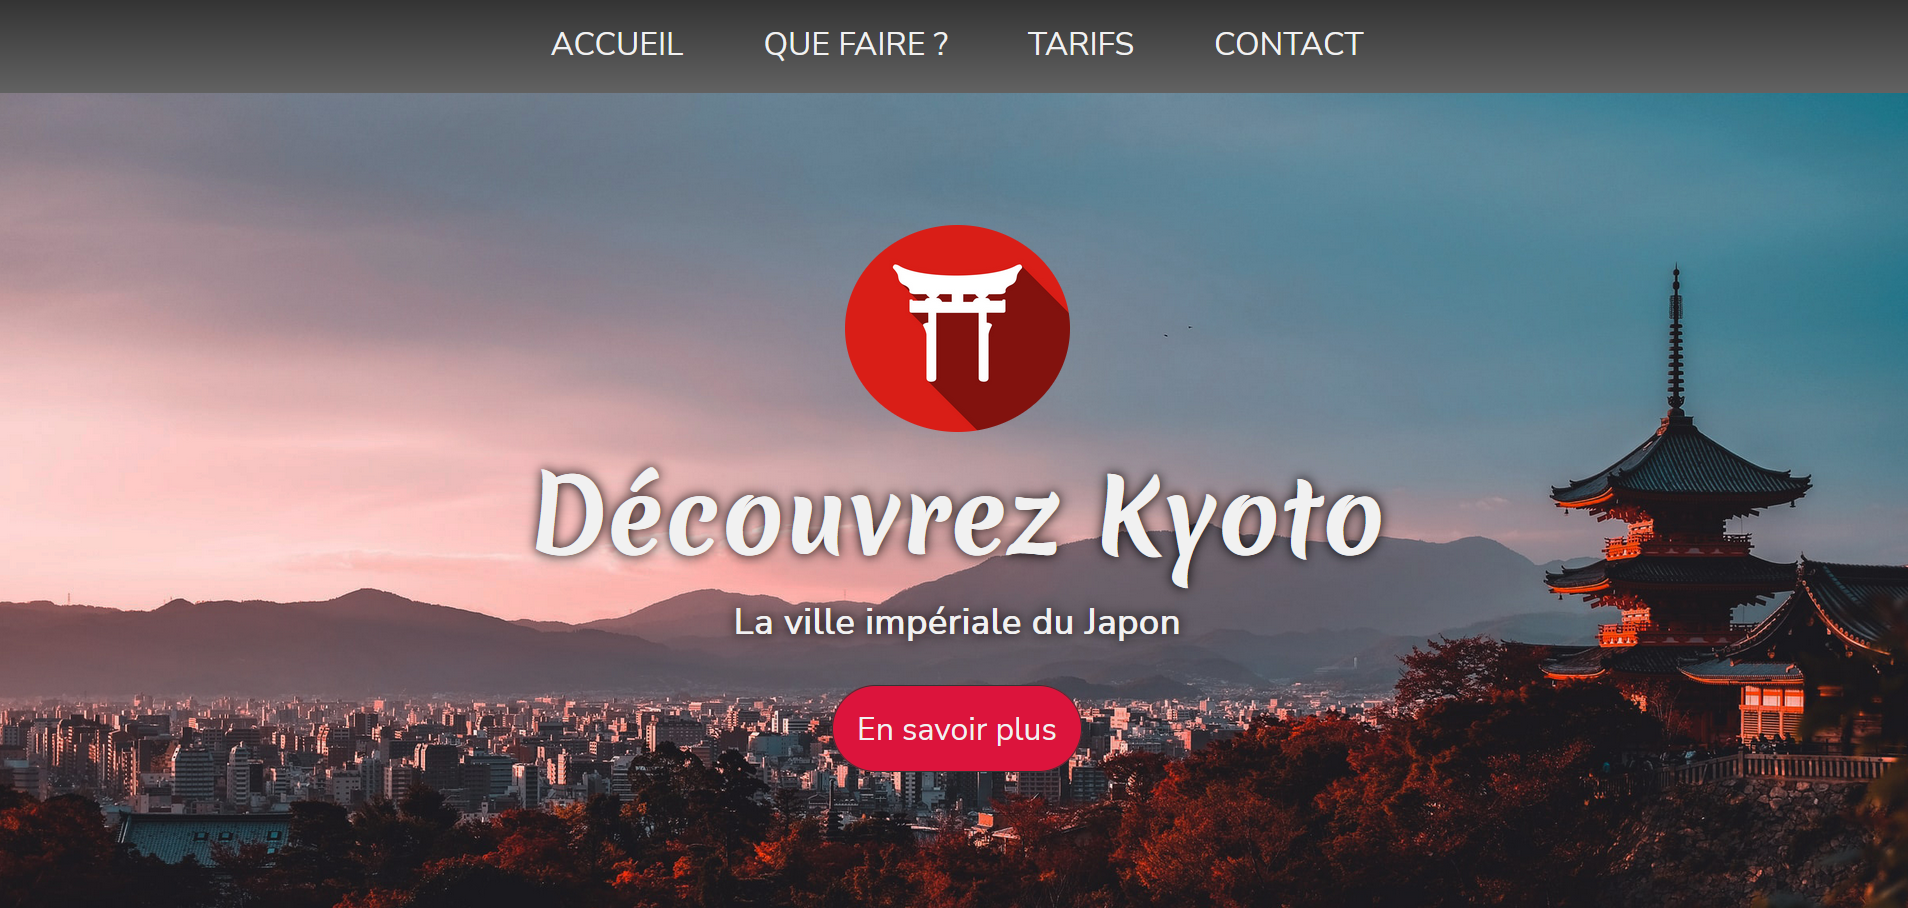 ACCUEIL QUE FAIRE ? TARIFS CONTACT
Découvrez Kyoto
La ville impériale du Japon
En savoir plus